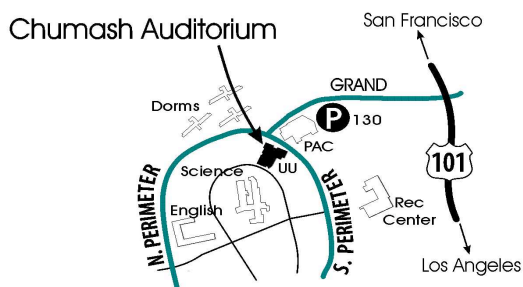 San Francisco
Chumash Auditorium
GRAND
Dorms
P 130
PAC
101
Science
UU
N. PERIMETER
S. PERIMETER
English
Rec
Center
Los Angeles